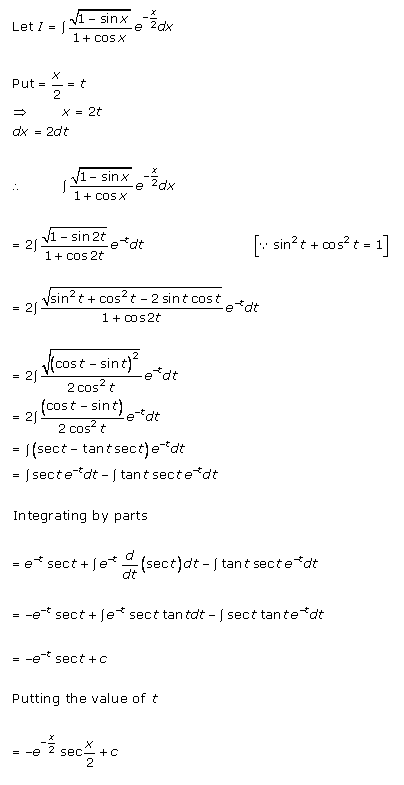 Let I = ∫ √(1 − sin x)/(1 + cos x) e^(−x/2) dx
Put = x/2 = t
⇒ x = 2t
dx = 2dt
∴ ∫ √(1 − sin x)/(1 + cos x) e^(−x/2) dx
= 2∫ √(1 − sin 2t)/(1 + cos 2t) e^(−t) dt [∵ sin² t + cos² t = 1]
= 2∫ √(sin² t + cos² t − 2 sin t cos t)/(1 + cos 2t) e^(−t) dt
= 2∫ √((cos t − sin t)²)/(2 cos² t) e^(−t) dt
= 2∫ (cos t − sin t)/(2 cos² t) e^(−t) dt
= ∫(sec t − tan t sec t) e^(−t) dt
= ∫ sec t e^(−t) dt − ∫ tan t sec t e^(−t) dt
Integrating by parts
= e^(−t) sec t + ∫ e^(−t) d/dt (sec t) dt − ∫ tan t sec t e^(−t) dt
= −e^(−t) sec t + ∫ e^(−t) sec t tan t dt − ∫ sec t tan t e^(−t) dt
= −e^(−t) sec t + c
Putting the value of t
= −e^(−x/2) sec x/2 + c